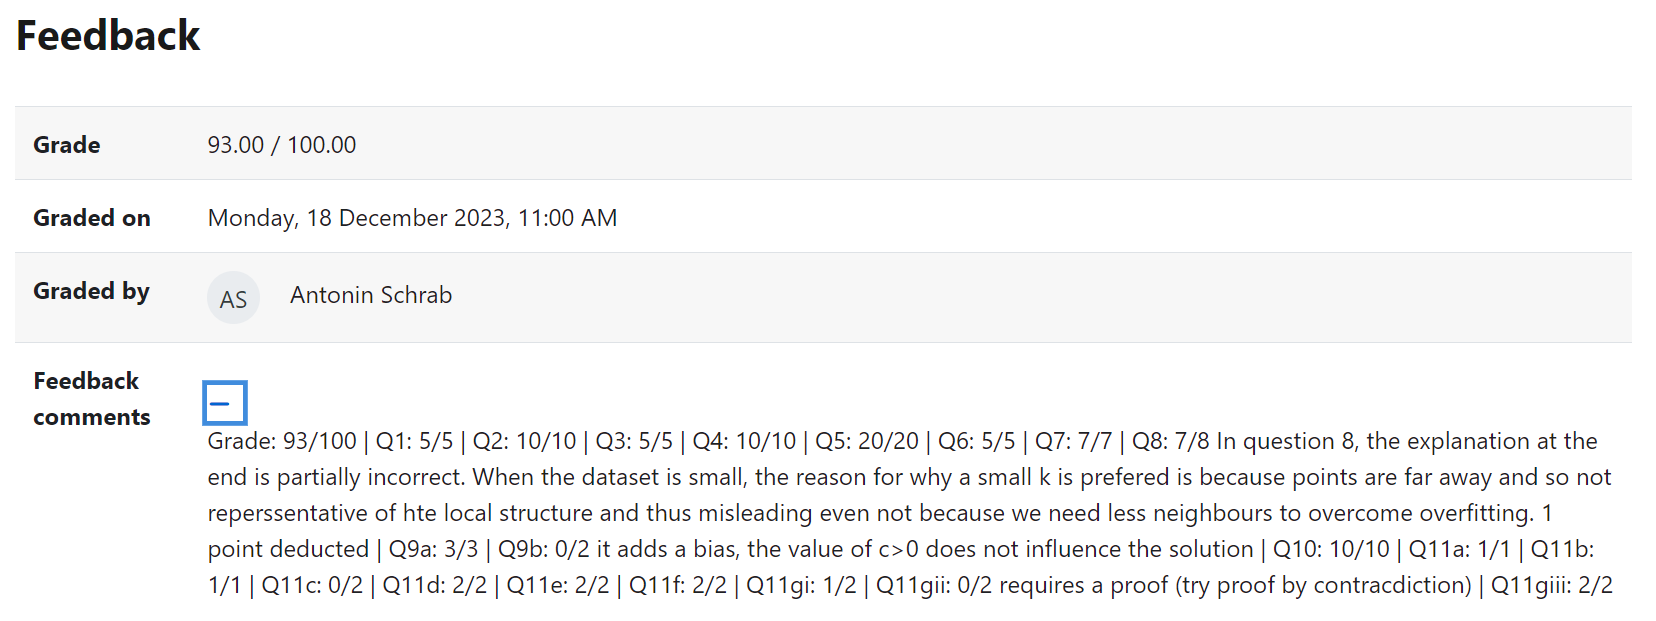 Feedback
Grade 93.00 / 100.00
Graded on Monday, 18 December 2023, 11:00 AM
Graded by AS Antonin Schrab
Feedback
comments
Grade: 93/100 | Q1: 5/5 | Q2: 10/10 | Q3: 5/5 | Q4: 10/10 | Q5: 20/20 | Q6: 5/5 | Q7: 7/7 | Q8: 7/8 In question 8, the explanation at the
end is partially incorrect. When the dataset is small, the reason for why a small k is prefered is because points are far away and so not
reperssentative of hte local structure and thus misleading even not because we need less neighbours to overcome overfitting. 1
point deducted | Q9a: 3/3 | Q9b: 0/2 it adds a bias, the value of c>0 does not influence the solution | Q10: 10/10 | Q11a: 1/1 | Q11b:
1/1 | Q11c: 0/2 | Q11d: 2/2 | Q11e: 2/2 | Q11f: 2/2 | Q11gi: 1/2 | Q11gii: 0/2 requires a proof (try proof by contracdiction) | Q11giii: 2/2